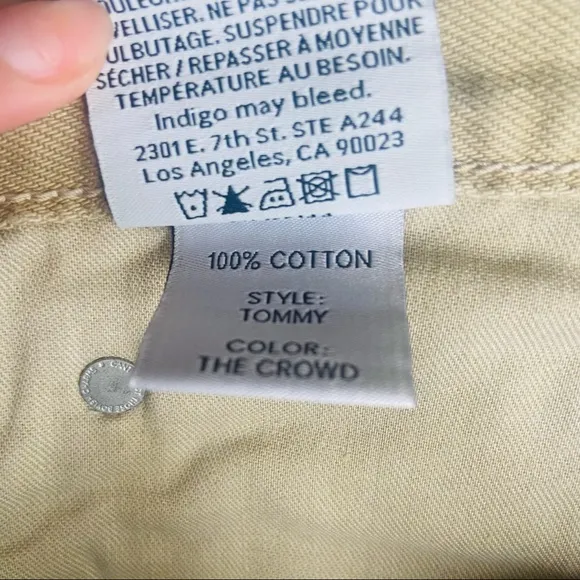 VELLISER. NE PAS
CULBUTAGE. SUSPENDRE POUR
SÉCHER / REPASSER À MOYENNE
TEMPÉRATURE AU BESOIN.
Indigo may bleed.
2301 E. 7th St. STE A244
Los Angeles, CA 90023
100% COTTON
STYLE:
TOMMY
COLOR:
THE CROWD